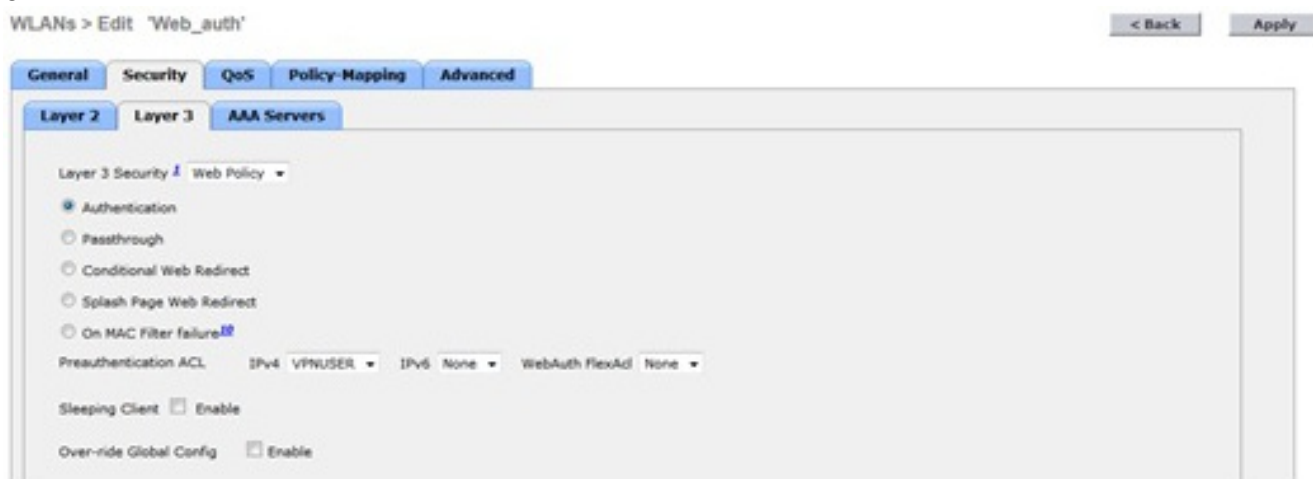 WLANs > Edit 'Web_auth'
< Back
Apply
General Security QoS Policy-Mapping Advanced
Layer 2 Layer 3 AAA Servers
Layer 3 Security 1 Web Policy
Authentication
Passthrough
Conditional Web Redirect
Splash Page Web Redirect
On MAC Filter failure10
Preauthentication ACL IPv4 VPNUSER IPv6 None WebAuth FlexAcl None
Sleeping Client Enable
Over-ride Global Config Enable